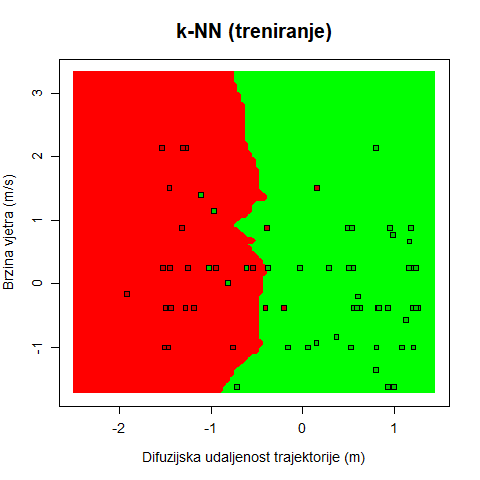 k-NN (treniranje)
Brzina vjetra (m/s)
3
2
1
0
-1
-2 -1 0 1
Difuzijska udaljenost trajektorije (m)